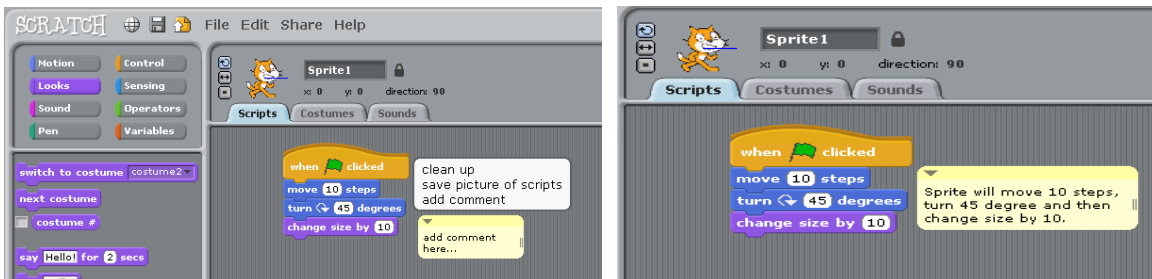 SCRATCH File Edit Share Help
Motion Control
Looks Sensing
Sound Operators
Pen Variables
switch to costume costume2
next costume
costume #
say Hello! for 2 secs
Sprite1
x: 0 y: 0 direction: 90
Scripts Costumes Sounds
when clicked
move 10 steps
turn 45 degrees
change size by 10
clean up
save picture of scripts
add comment
add comment
here...
Sprite1
x: 0 y: 0 direction: 90
Scripts Costumes Sounds
when clicked
move 10 steps
turn 45 degrees
change size by 10
Sprite will move 10 steps,
turn 45 degree and then
change size by 10.